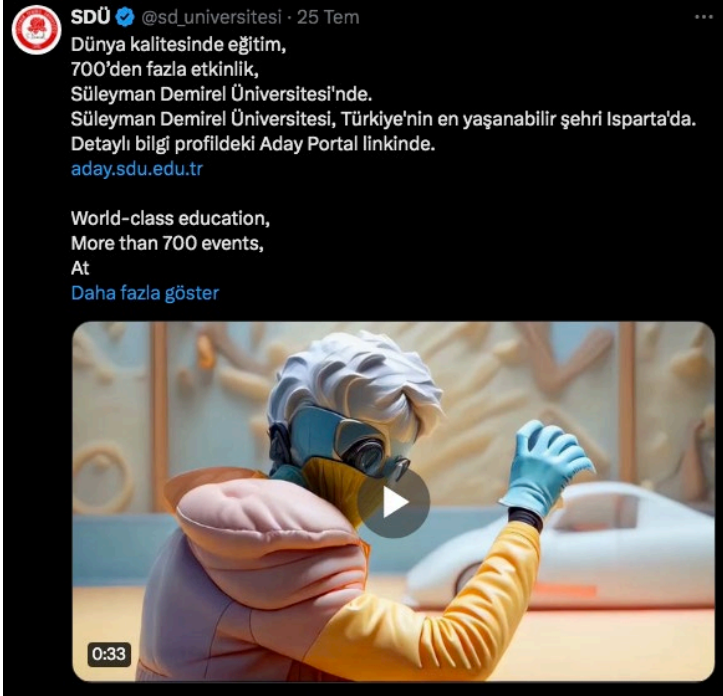 SDÜ @sd_universitesi · 25 Tem
Dünya kalitesinde eğitim,
700’den fazla etkinlik,
Süleyman Demirel Üniversitesi'nde.
Süleyman Demirel Üniversitesi, Türkiye'nin en yaşanabilir şehri Isparta'da.
Detaylı bilgi profildeki Aday Portal linkinde.
aday.sdu.edu.tr
World-class education,
More than 700 events,
At
Daha fazla göster
0:33